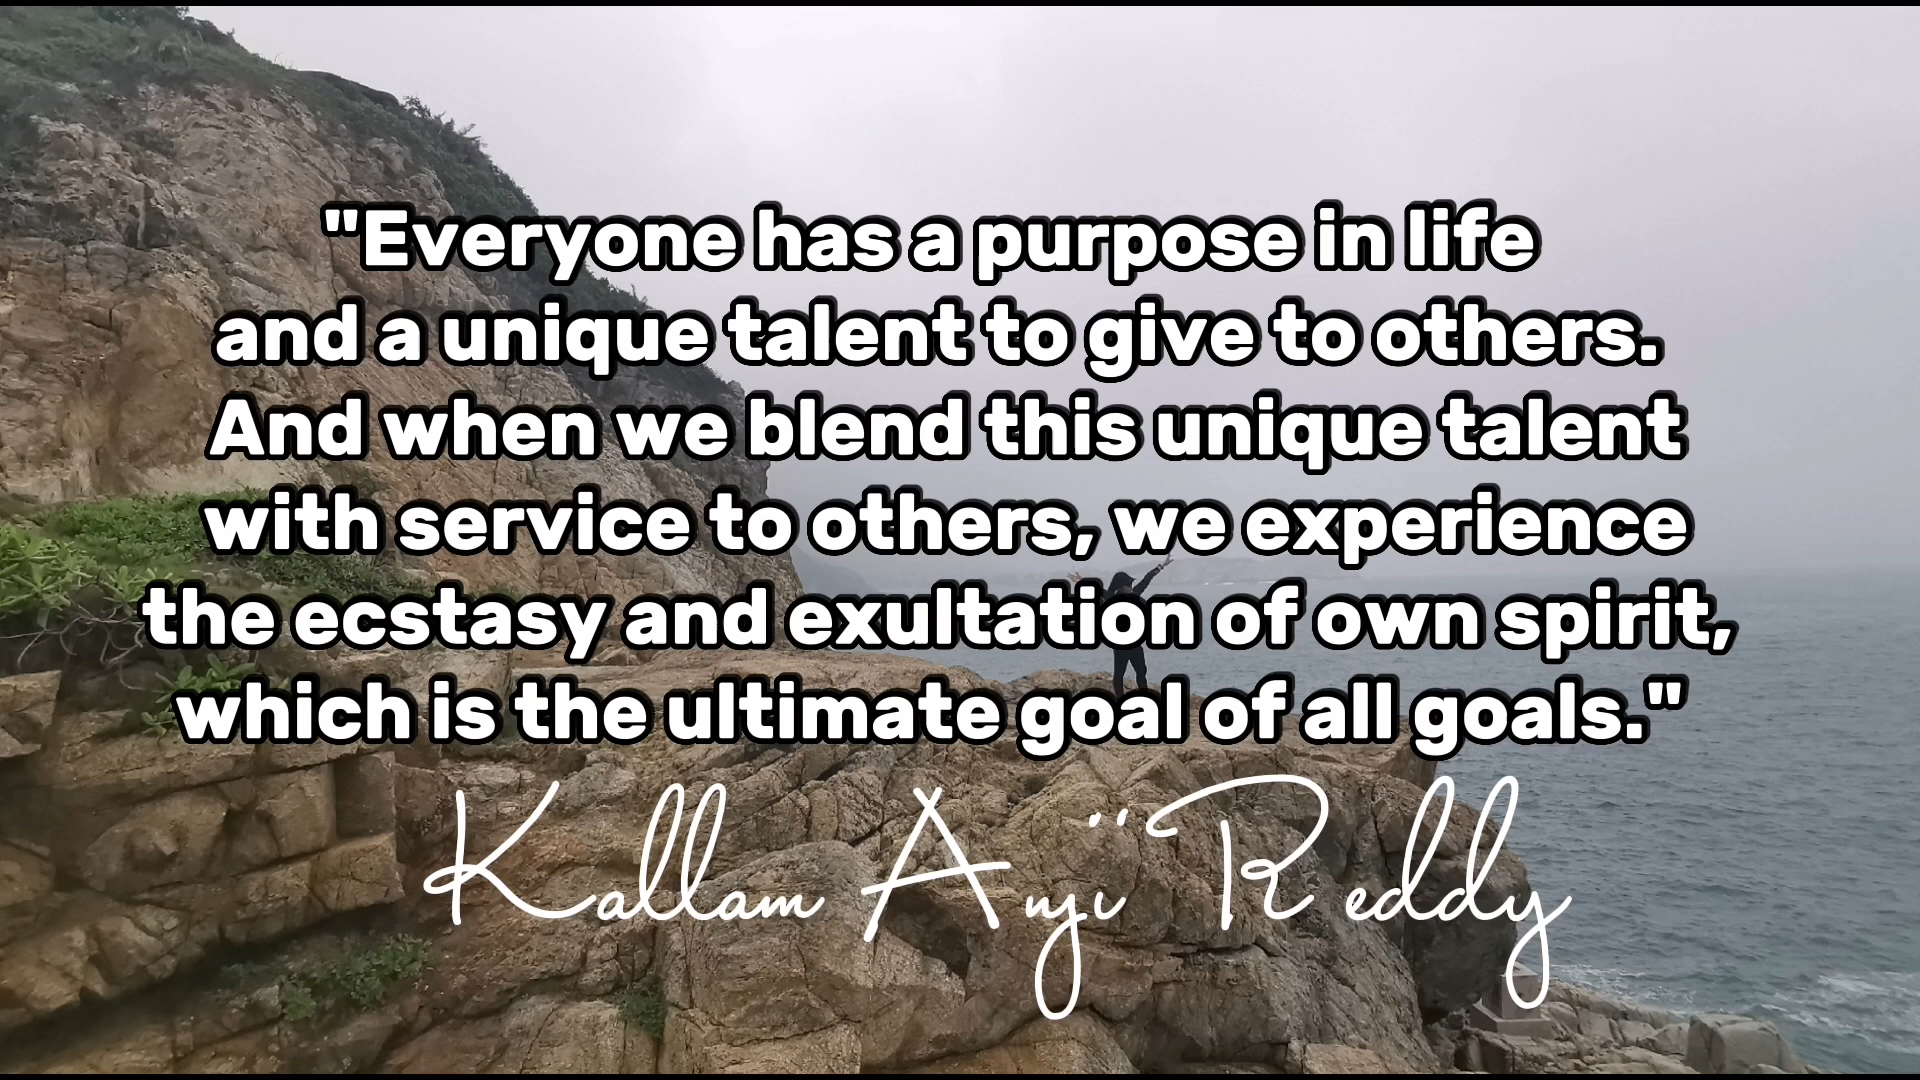 "Everyone has a purpose in life
and a unique talent to give to others.
And when we blend this unique talent
with service to others, we experience
the ecstasy and exultation of own spirit,
which is the ultimate goal of all goals."
Kallam Anji Reddy